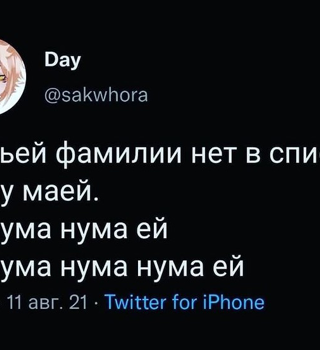 Day
@sakwhora
ьей фамилии нет в спи
у маей.
ума нума ей
ума нума нума ей
11 авг. 21 · Twitter for iPhone